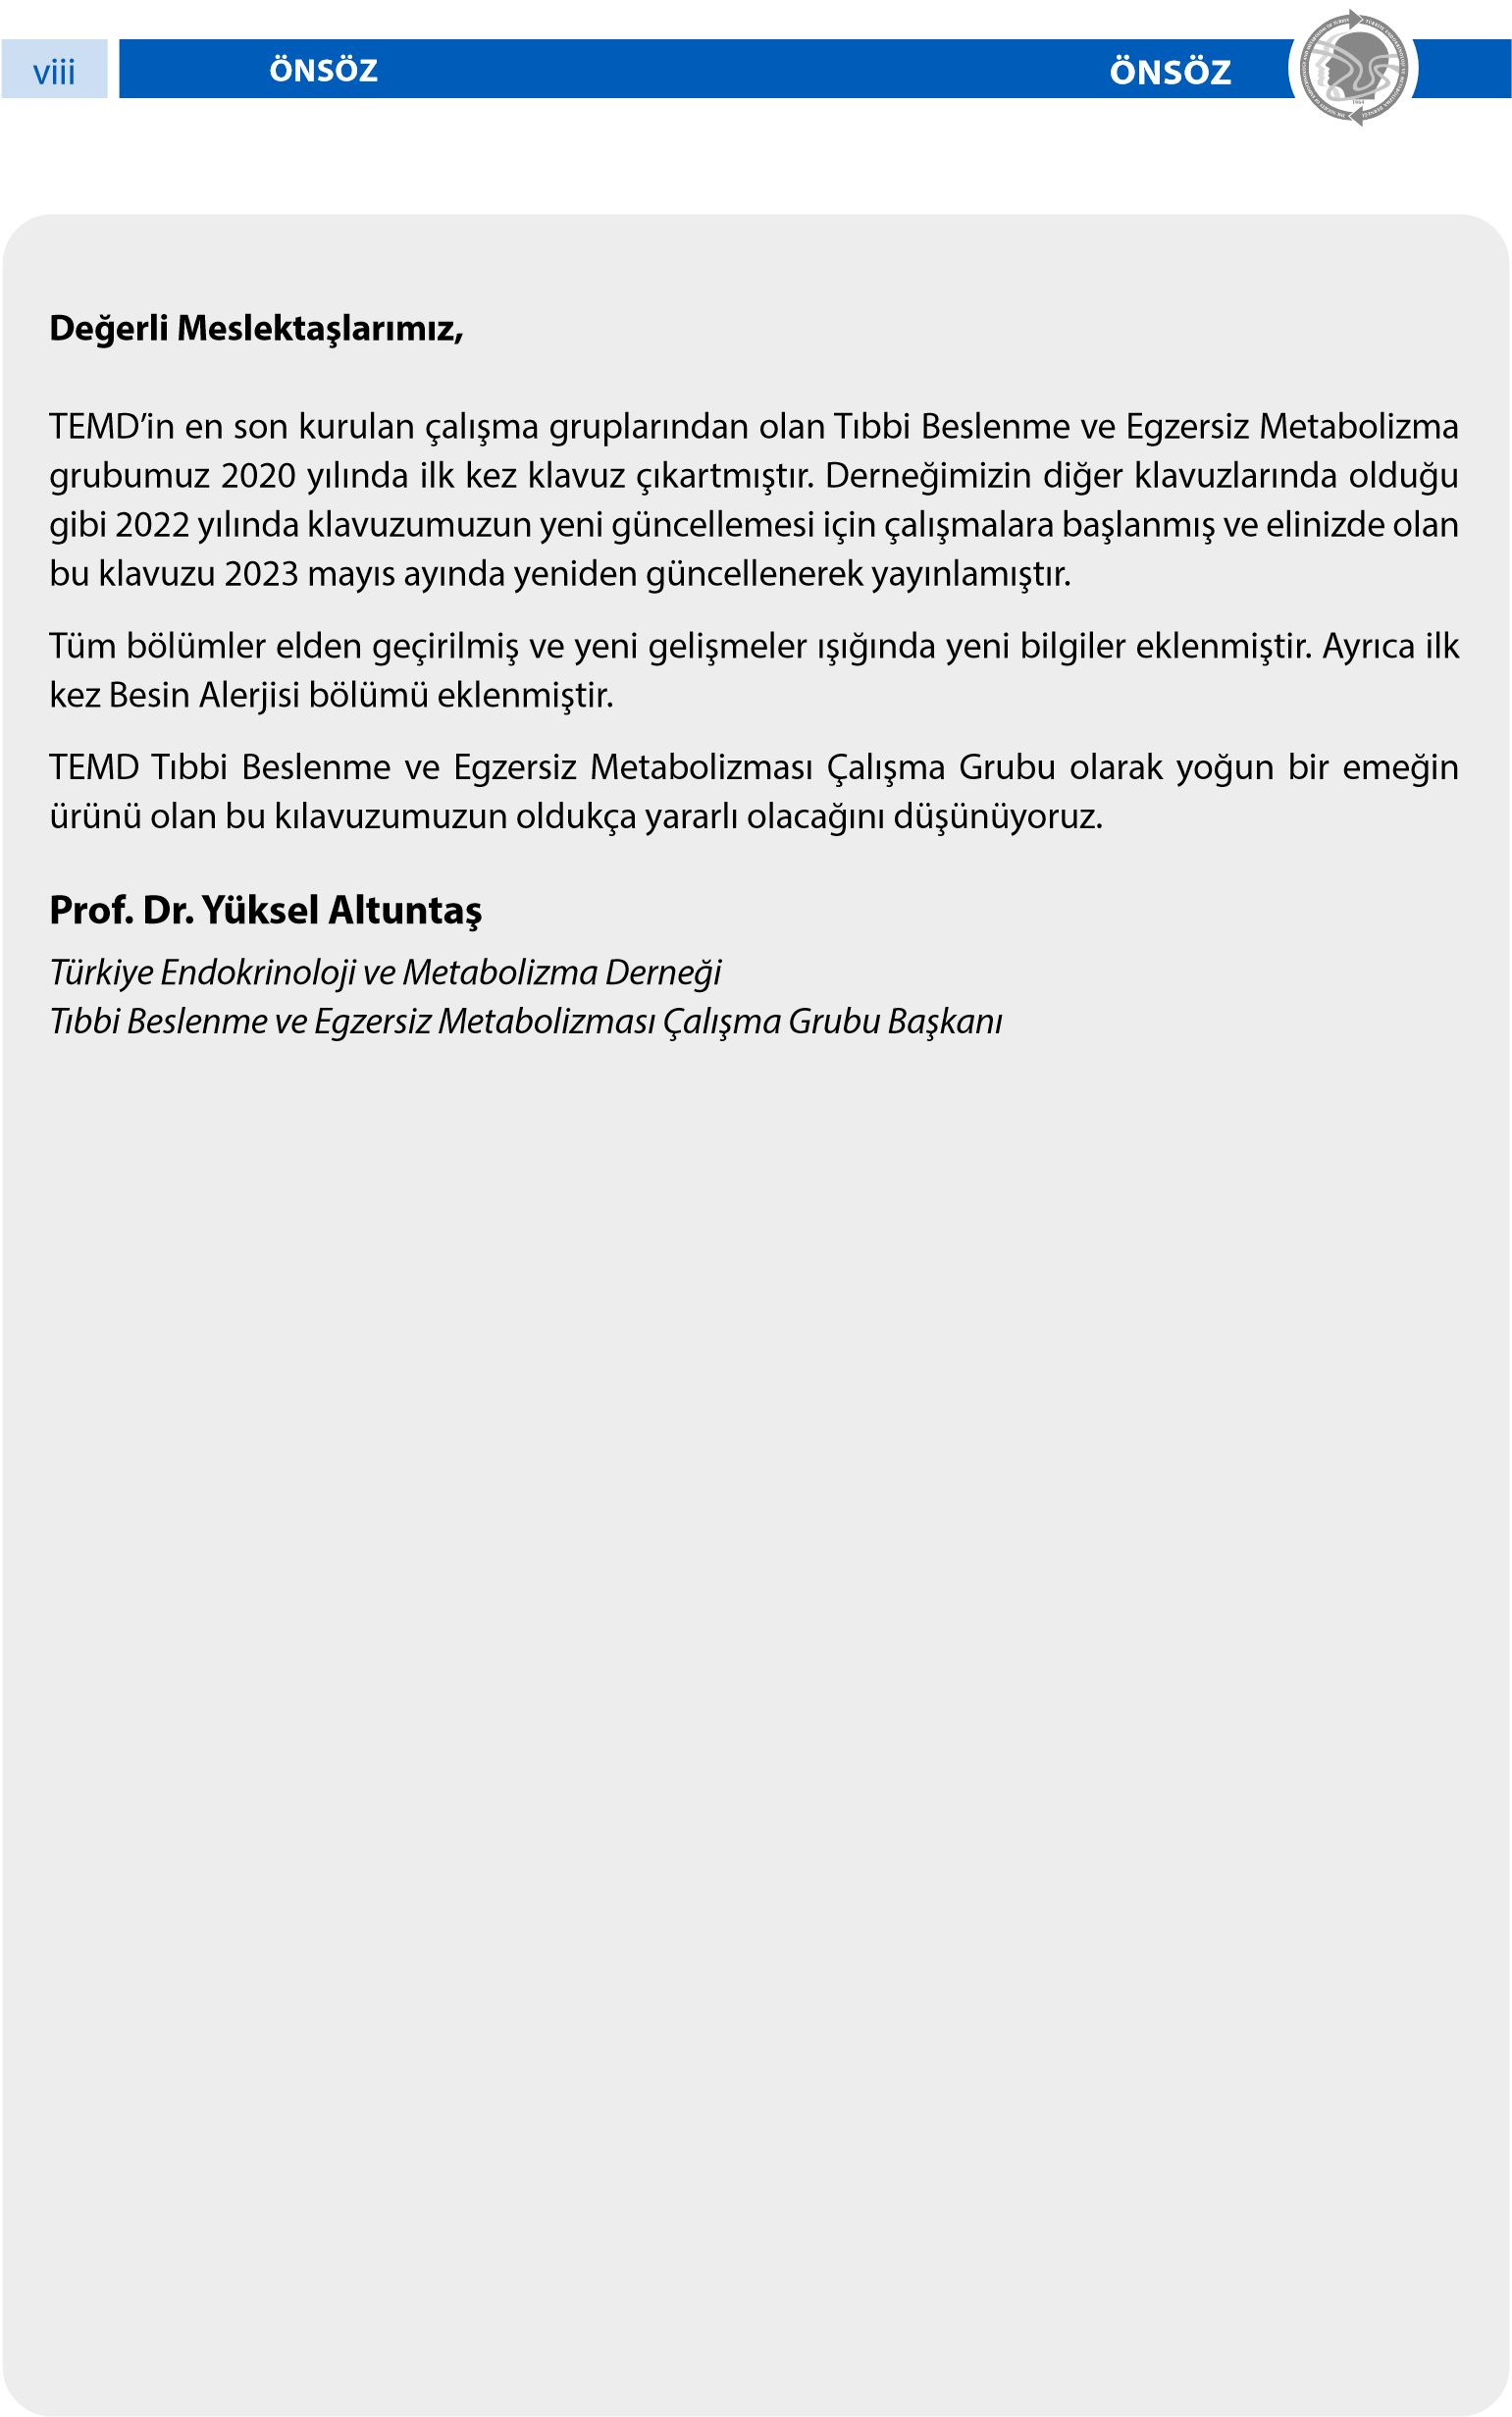 viii
ÖNSÖZ
ÖNSÖZ
1964
Değerli Meslektaşlarımız,
TEMD’in en son kurulan çalışma gruplarından olan Tıbbi Beslenme ve Egzersiz Metabolizma
grubumuz 2020 yılında ilk kez klavuz çıkartmıştır. Derneğimizin diğer klavuzlarında olduğu
gibi 2022 yılında klavuzumuzun yeni güncellemesi için çalışmalara başlanmış ve elinizde olan
bu klavuzu 2023 mayıs ayında yeniden güncellenerek yayınlamıştır.
Tüm bölümler elden geçirilmiş ve yeni gelişmeler ışığında yeni bilgiler eklenmiştir. Ayrıca ilk
kez Besin Alerjisi bölümü eklenmiştir.
TEMD Tıbbi Beslenme ve Egzersiz Metabolizması Çalışma Grubu olarak yoğun bir emeğin
ürünü olan bu kılavuzumuzun oldukça yararlı olacağını düşünüyoruz.
Prof. Dr. Yüksel Altuntaş
Türkiye Endokrinoloji ve Metabolizma Derneği
Tıbbi Beslenme ve Egzersiz Metabolizması Çalışma Grubu Başkanı